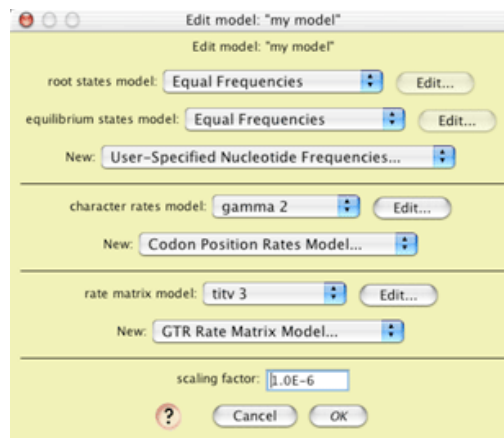 Edit model: "my model"
Edit model: "my model"
root states model: Equal Frequencies Edit...
equilibrium states model: Equal Frequencies Edit...
New: User-Specified Nucleotide Frequencies...
character rates model: gamma 2 Edit...
New: Codon Position Rates Model...
rate matrix model: titv 3 Edit...
New: GTR Rate Matrix Model...
scaling factor: 1.0E-6
? Cancel OK